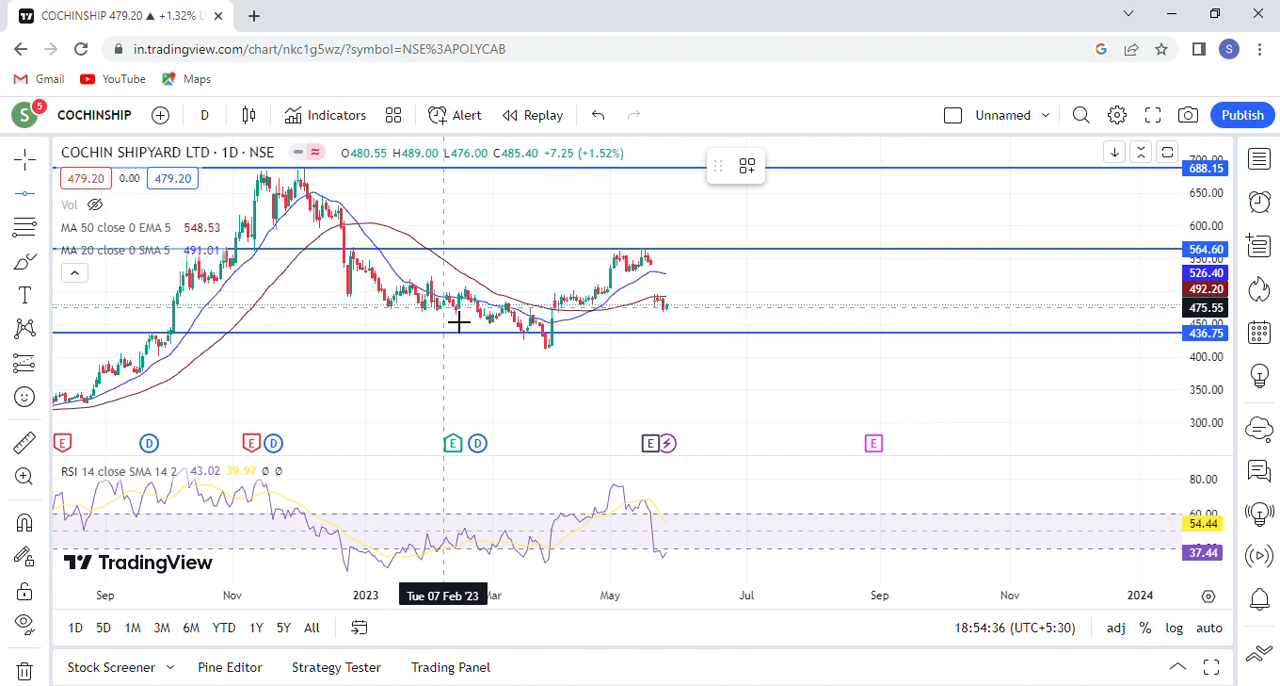 COCHINSHIP 479.20 ▲ +1.32%
in.tradingview.com/chart/nkc1g5wz/?symbol=NSE%3APOLYCAB
S
Gmail YouTube Maps
S 5 COCHINSHIP D Indicators Alert Replay Unnamed Publish
COCHIN SHIPYARD LTD · 1D · NSE O480.55 H489.00 L476.00 C485.40 +7.25 (+1.52%)
479.20 0.00 479.20
Vol
MA 50 close 0 EMA 5 548.53
MA 20 close 0 SMA 5 491.01
700.00
688.15
650.00
600.00
564.60
550.00
526.40
492.20
475.55
450.00
436.75
400.00
350.00
300.00
E D E D E D E E
RSI 14 close SMA 14 2 43.02 39.97 Ø Ø
80.00
60.00
54.44
37.44
TradingView
Sep Nov 2023 Tue 07 Feb '23 Mar May Jul Sep Nov 2024
1D 5D 1M 3M 6M YTD 1Y 5Y All 18:54:36 (UTC+5:30) adj % log auto
Stock Screener Pine Editor Strategy Tester Trading Panel